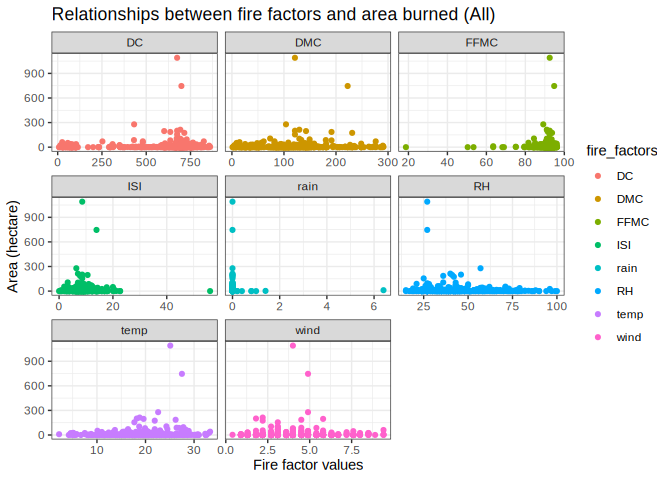 Relationships between fire factors and area burned (All)
DC DMC FFMC
900
600
300
0
0 250 500 750 0 100 200 300 20 40 60 80 100
ISI rain RH
900
600
300
0
0 20 40 0 2 4 6 25 50 75 100
temp wind
900
600
300
0
10 20 30 0.0 2.5 5.0 7.5
Area (hectare)
Fire factor values
fire_factors
DC
DMC
FFMC
ISI
rain
RH
temp
wind